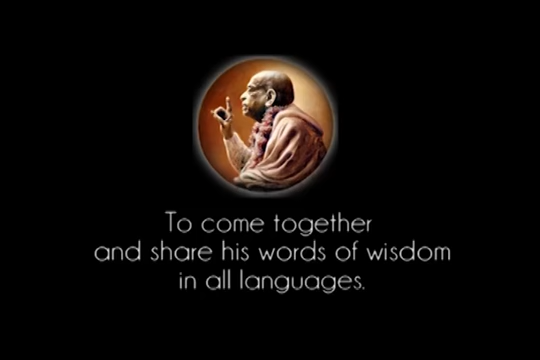 To come together
and share his words of wisdom
in all languages.